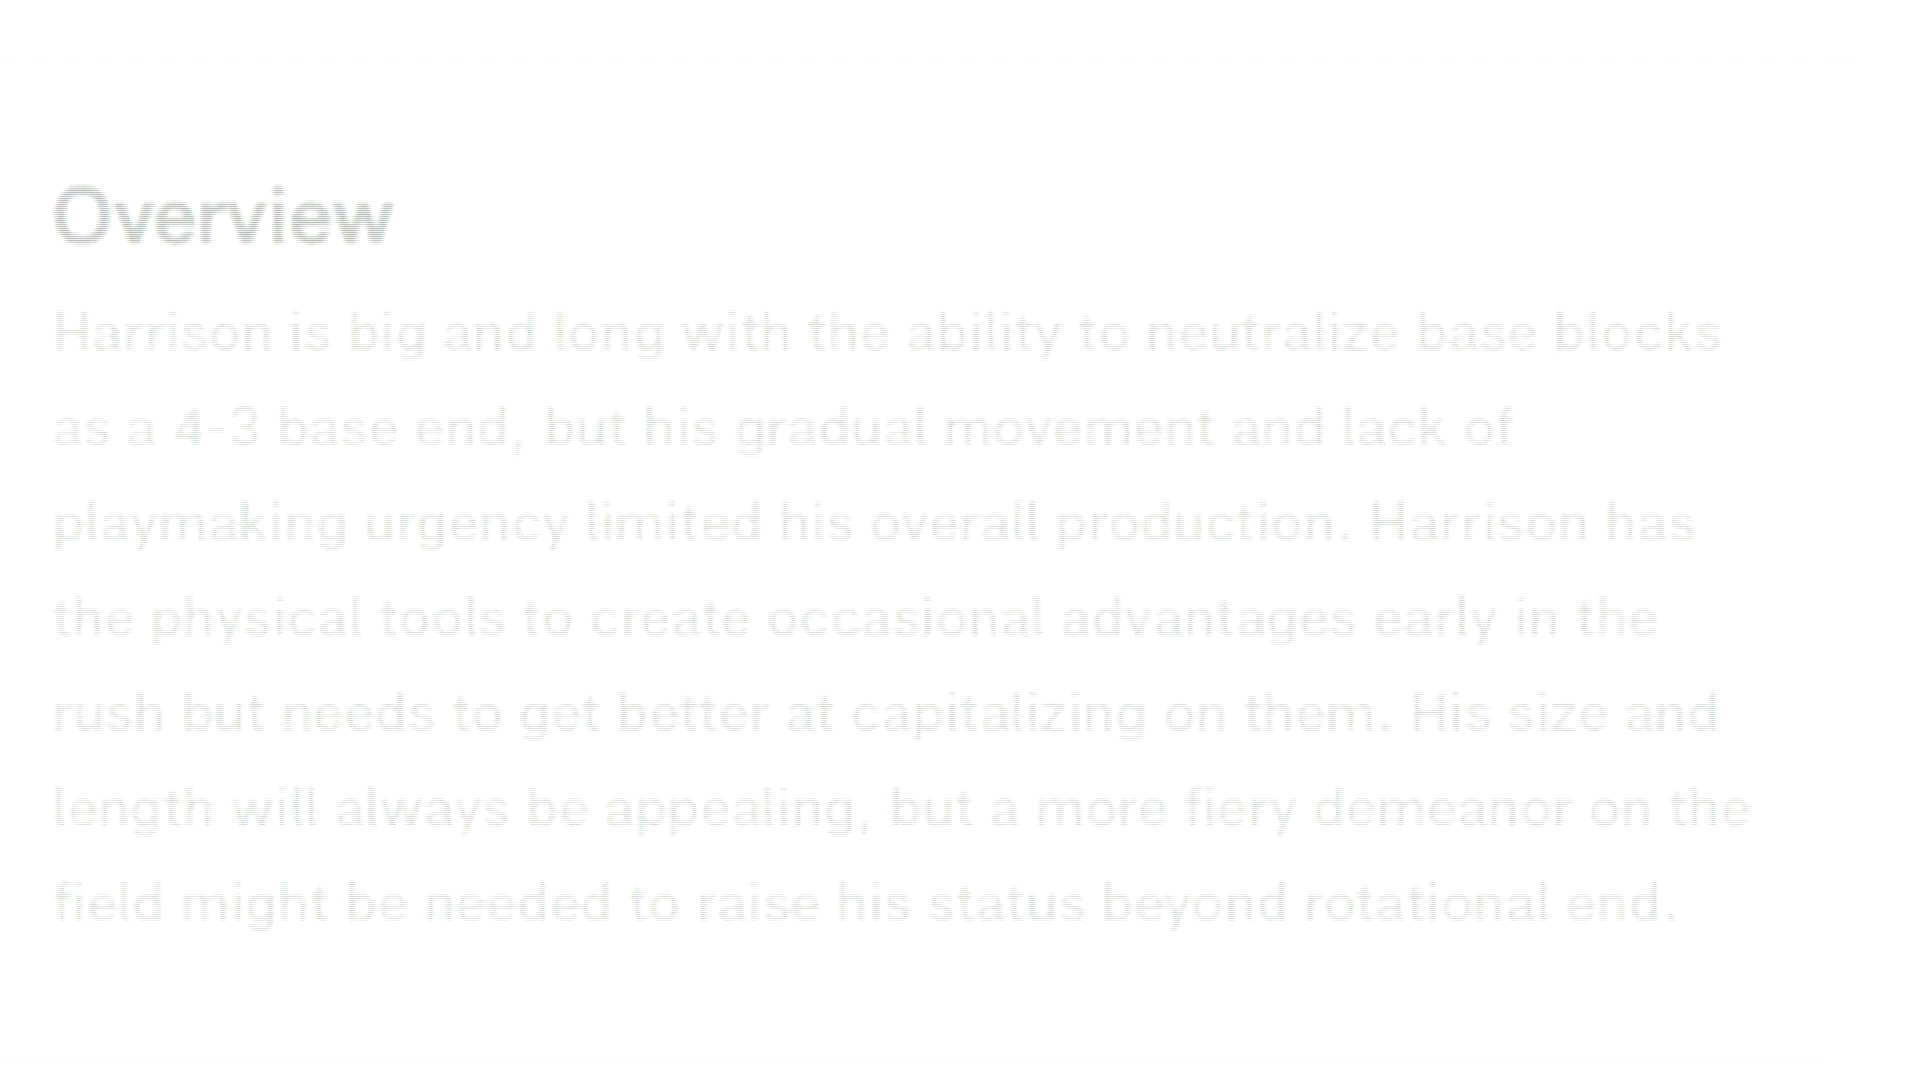 Overview
Harrison is big and long with the ability to neutralize base blocks
as a 4-3 base end, but his gradual movement and lack of
playmaking urgency limited his overall production. Harrison has
the physical tools to create occasional advantages early in the
rush but needs to get better at capitalizing on them. His size and
length will always be appealing, but a more fiery demeanor on the
field might be needed to raise his status beyond rotational end.